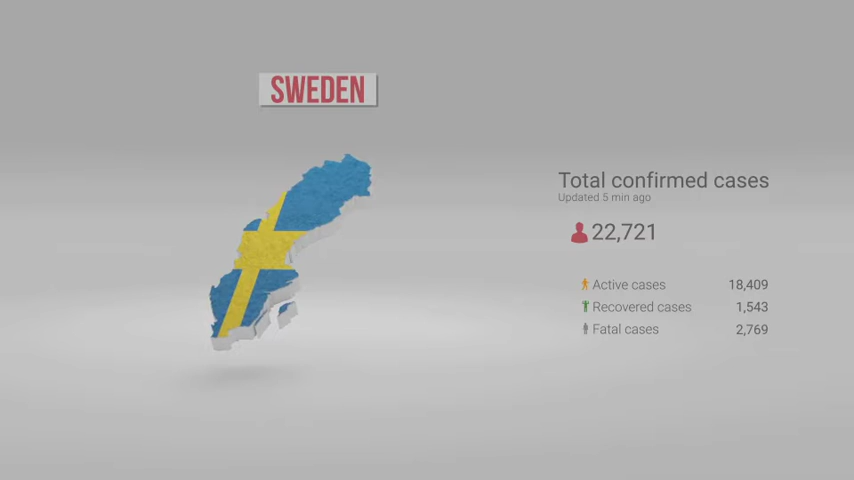 SWEDEN
Total confirmed cases
Updated 5 min ago
22,721
Active cases 18,409
Recovered cases 1,543
Fatal cases 2,769